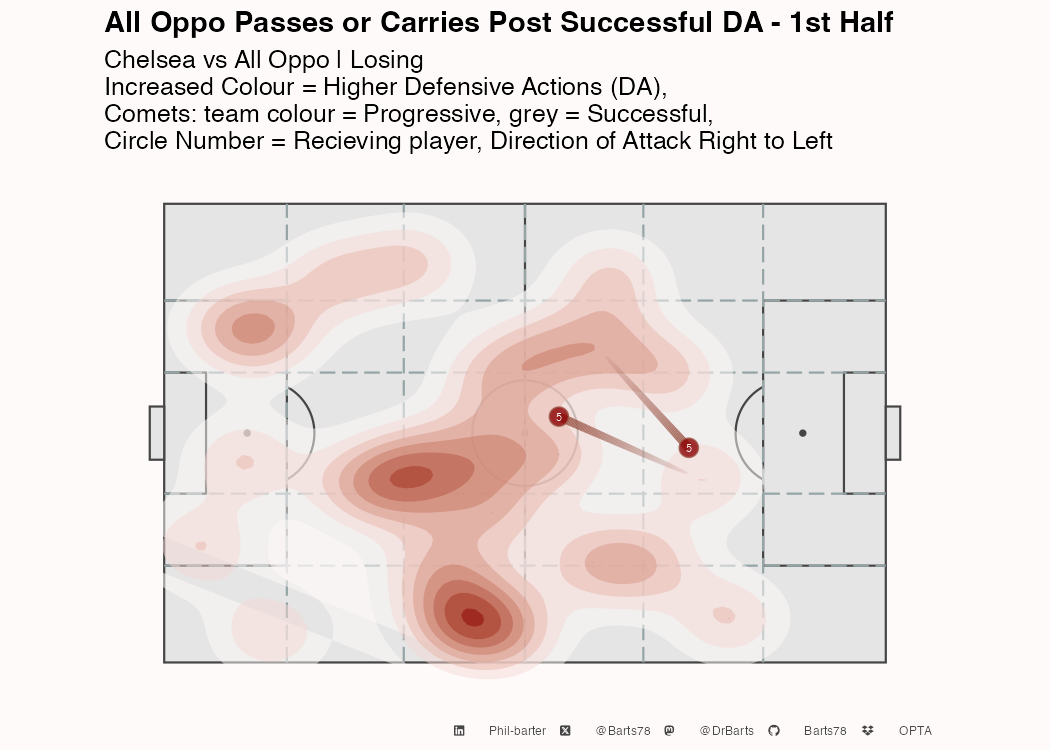 All Oppo Passes or Carries Post Successful DA - 1st Half
Chelsea vs All Oppo | Losing
Increased Colour = Higher Defensive Actions (DA),
Comets: team colour = Progressive, grey = Successful,
Circle Number = Recieving player, Direction of Attack Right to Left
5
5
Phil-barter @Barts78 @DrBarts Barts78 OPTA